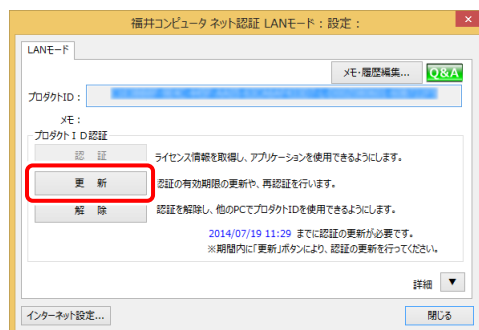 福井コンピュータ ネット認証 LANモード：設定：
LANモード
メモ・履歴編集... Q&A
プロダクトID：
メモ：
プロダクトＩＤ認証
認 証 ライセンス情報を取得し、アプリケーションを使用できるようにします。
更 新 認証の有効期限の更新や、再認証を行います。
解 除 認証を解除し、他のPCでプロダクトIDを使用できるようにします。
2014/07/19 11:29 までに認証の更新が必要です。
※期間内に「更新」ボタンにより、認証の更新を行ってください。
詳細 ▼
インターネット設定... 閉じる